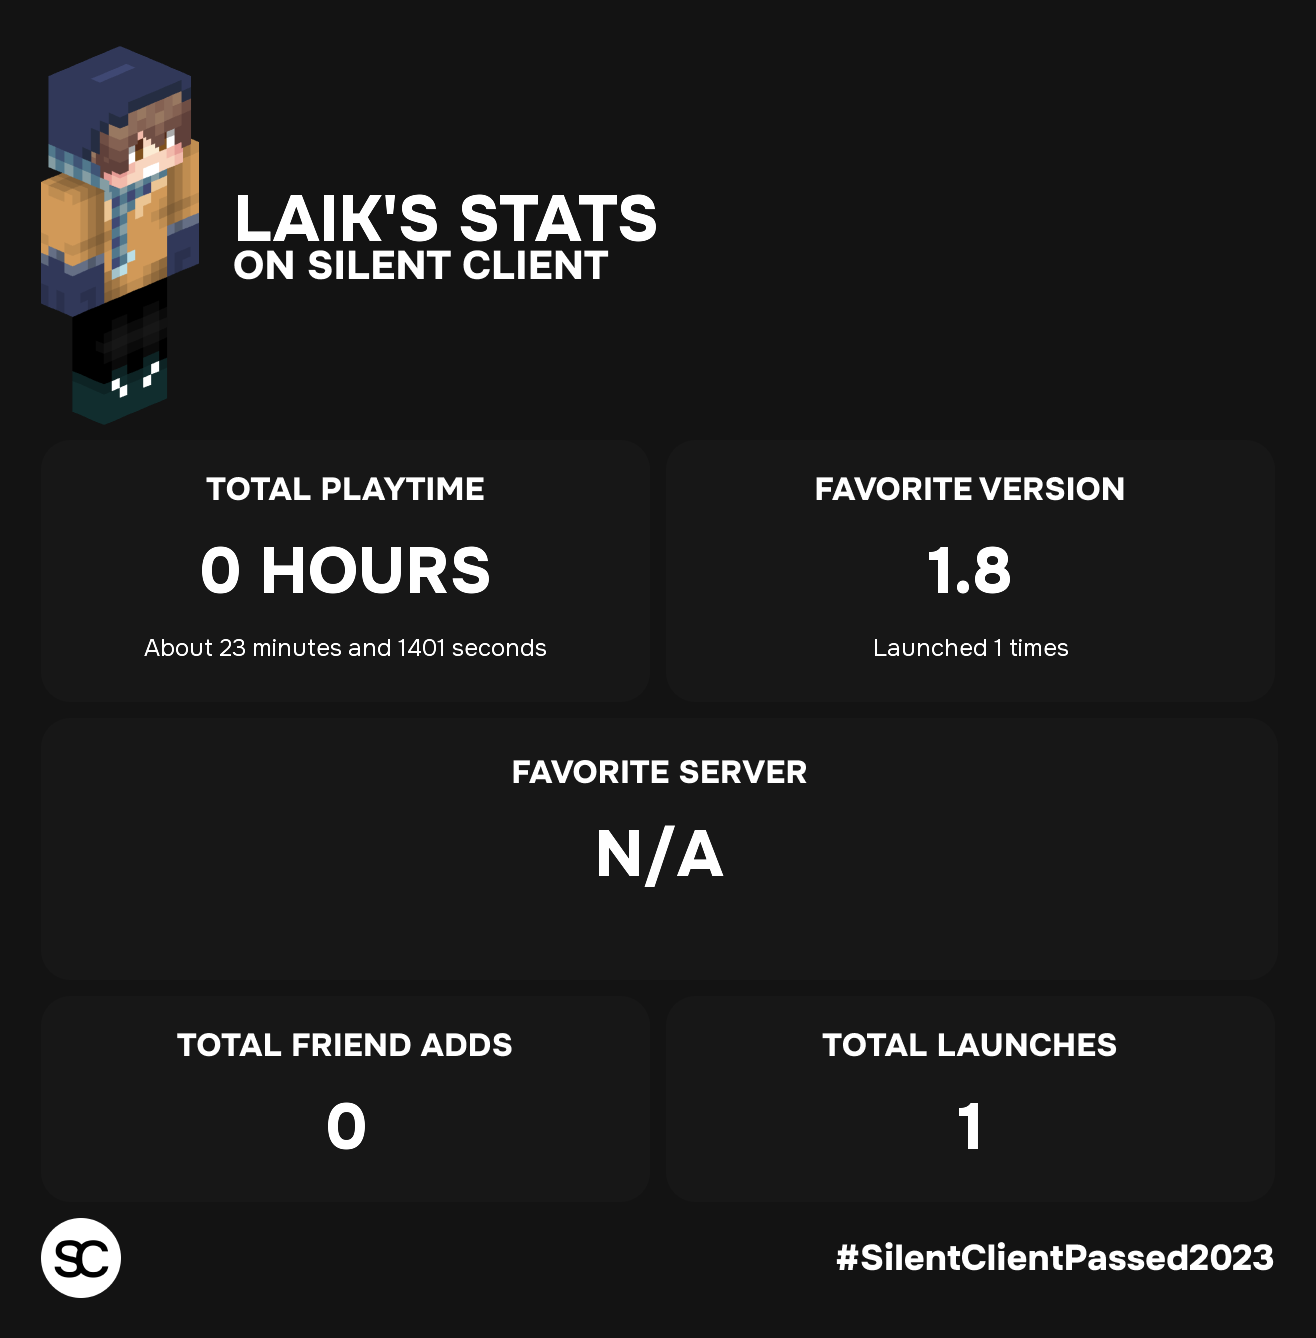 LAIK'S STATS
ON SILENT CLIENT
TOTAL PLAYTIME
0 HOURS
About 23 minutes and 1401 seconds
FAVORITE VERSION
1.8
Launched 1 times
FAVORITE SERVER
N/A
TOTAL FRIEND ADDS
0
TOTAL LAUNCHES
1
SC
#SilentClientPassed2023